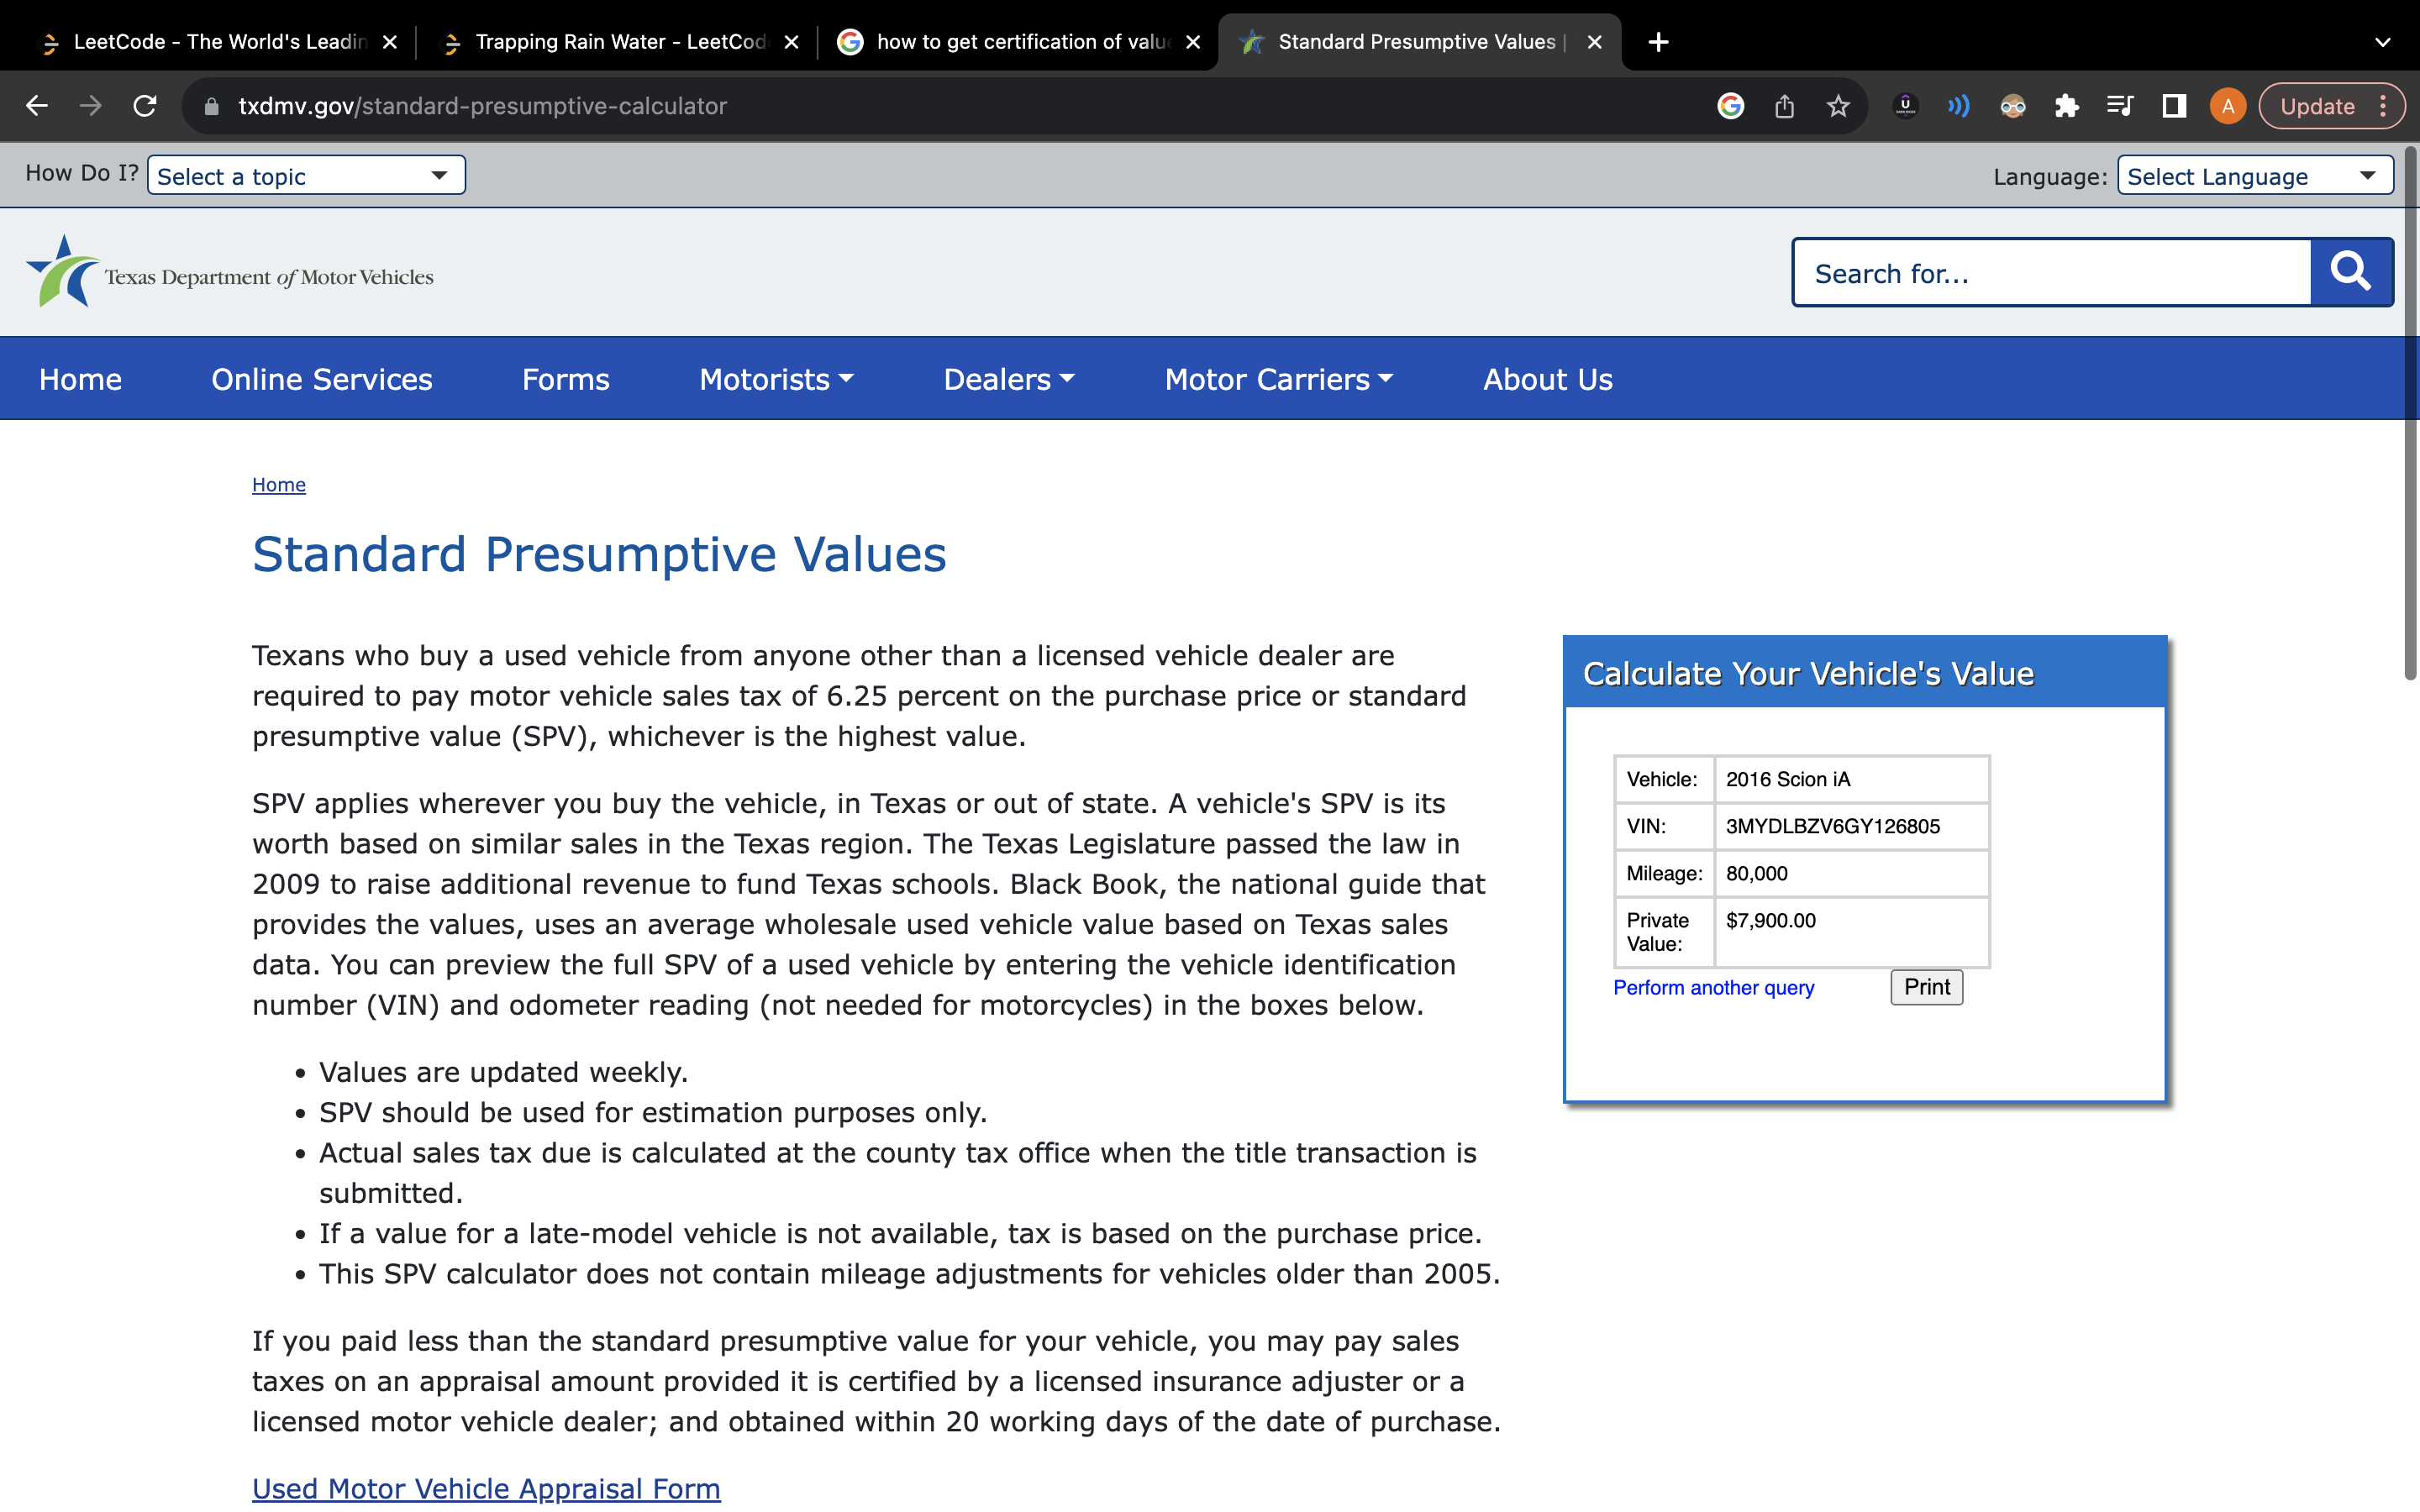 LeetCode - The World's Leadin
Trapping Rain Water - LeetCod
how to get certification of value
Standard Presumptive Values |
txdmv.gov/standard-presumptive-calculator
A
Update
How Do I?
Select a topic
Language:
Select Language
Texas Department of Motor Vehicles
Search for...
Home
Online Services
Forms
Motorists
Dealers
Motor Carriers
About Us
Home
Standard Presumptive Values
Texans who buy a used vehicle from anyone other than a licensed vehicle dealer are
required to pay motor vehicle sales tax of 6.25 percent on the purchase price or standard
presumptive value (SPV), whichever is the highest value.
SPV applies wherever you buy the vehicle, in Texas or out of state. A vehicle's SPV is its
worth based on similar sales in the Texas region. The Texas Legislature passed the law in
2009 to raise additional revenue to fund Texas schools. Black Book, the national guide that
provides the values, uses an average wholesale used vehicle value based on Texas sales
data. You can preview the full SPV of a used vehicle by entering the vehicle identification
number (VIN) and odometer reading (not needed for motorcycles) in the boxes below.
• Values are updated weekly.
• SPV should be used for estimation purposes only.
• Actual sales tax due is calculated at the county tax office when the title transaction is
submitted.
• If a value for a late-model vehicle is not available, tax is based on the purchase price.
• This SPV calculator does not contain mileage adjustments for vehicles older than 2005.
If you paid less than the standard presumptive value for your vehicle, you may pay sales
taxes on an appraisal amount provided it is certified by a licensed insurance adjuster or a
licensed motor vehicle dealer; and obtained within 20 working days of the date of purchase.
Used Motor Vehicle Appraisal Form
Calculate Your Vehicle's Value
Vehicle: 2016 Scion iA
VIN: 3MYDLBZV6GY126805
Mileage: 80,000
Private $7,900.00
Value:
Perform another query
Print